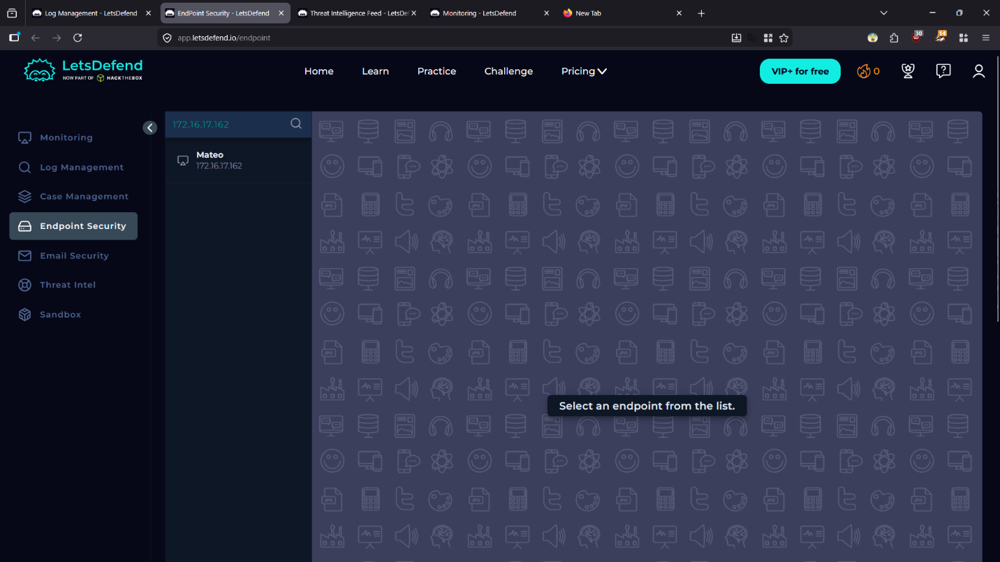 Log Management - LetsDefend
EndPoint Security - LetsDefend
Threat Intelligence Feed - LetsDe
Monitoring - LetsDefend
New Tab
app.letsdefend.io/endpoint
30
14
LetsDefend
NOW PART OF HACKTHEBOX
Home
Learn
Practice
Challenge
Pricing
VIP+ for free
0
Monitoring
Log Management
Case Management
Endpoint Security
Email Security
Threat Intel
Sandbox
172.16.17.162
Mateo
172.16.17.162
Select an endpoint from the list.